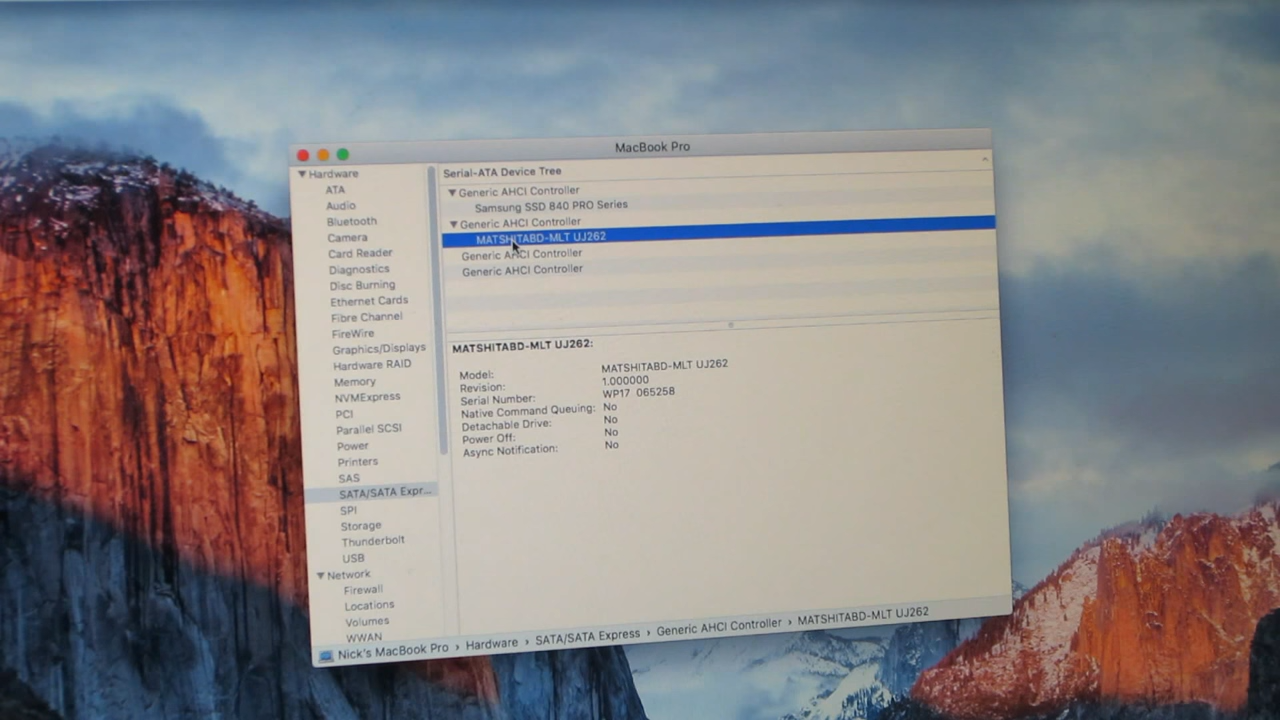 MacBook Pro
Hardware
ATA
Audio
Bluetooth
Camera
Card Reader
Diagnostics
Disc Burning
Ethernet Cards
Fibre Channel
FireWire
Graphics/Displays
Hardware RAID
Memory
NVMExpress
PCI
Parallel SCSI
Power
Printers
SAS
SATA/SATA Expr...
SPI
Storage
Thunderbolt
USB
Network
Firewall
Locations
Volumes
WWAN
Serial-ATA Device Tree
Generic AHCI Controller
Samsung SSD 840 PRO Series
Generic AHCI Controller
MATSHITABD-MLT UJ262
Generic AHCI Controller
Generic AHCI Controller
MATSHITABD-MLT UJ262:
Model: MATSHITABD-MLT UJ262
Revision: 1.000000
Serial Number: WP17 065258
Native Command Queuing: No
Detachable Drive: No
Power Off: No
Async Notification: No
Nick's MacBook Pro › Hardware › SATA/SATA Express › Generic AHCI Controller › MATSHITABD-MLT UJ262